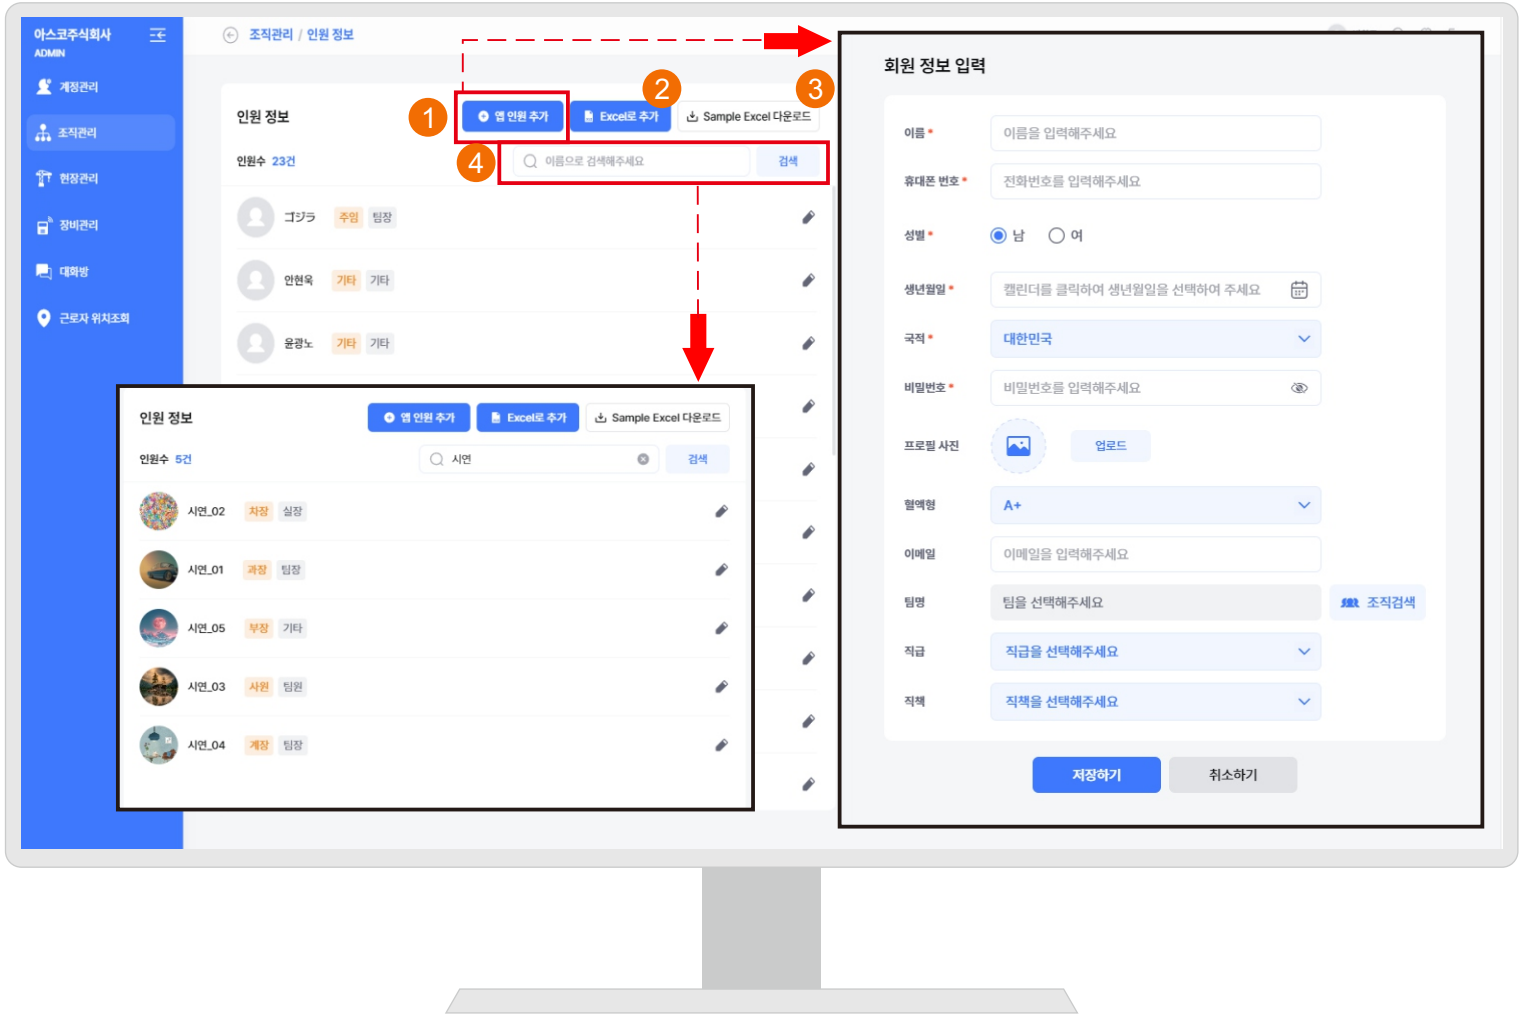 아스코주식회사
ADMIN
계정관리
조직관리
현장관리
장비관리
대화방
근로자 위치조회
조직관리 / 인원 정보
인원 정보
1
앱 인원 추가
2
Excel로 추가
3
Sample Excel 다운로드
인원수 23건
4
이름으로 검색해주세요
검색
ゴジラ 주임 팀장
안현욱 기타 기타
윤광노 기타 기타
인원 정보
앱 인원 추가
Excel로 추가
Sample Excel 다운로드
인원수 5건
시연
검색
시연_02 차장 실장
시연_01 과장 팀장
시연_05 부장 기타
시연_03 사원 팀원
시연_04 계장 팀장
회원 정보 입력
이름 * 이름을 입력해주세요
휴대폰 번호 * 전화번호를 입력해주세요
성별 * 남 여
생년월일 * 캘린더를 클릭하여 생년월일을 선택하여 주세요
국적 * 대한민국
비밀번호 * 비밀번호를 입력해주세요
프로필 사진 업로드
혈액형 A+
이메일 이메일을 입력해주세요
팀명 팀을 선택해주세요 조직검색
직급 직급을 선택해주세요
직책 직책을 선택해주세요
저장하기 취소하기